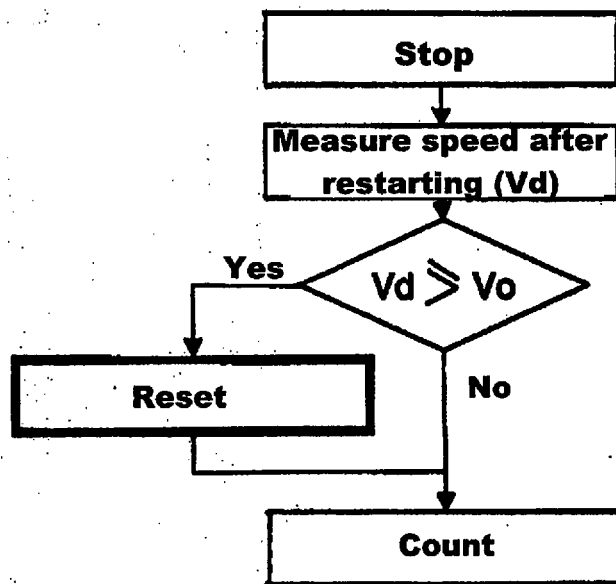 Stop
Measure speed after
restarting (Vd)
Vd ⩾ Vo
Yes
No
Reset
Count